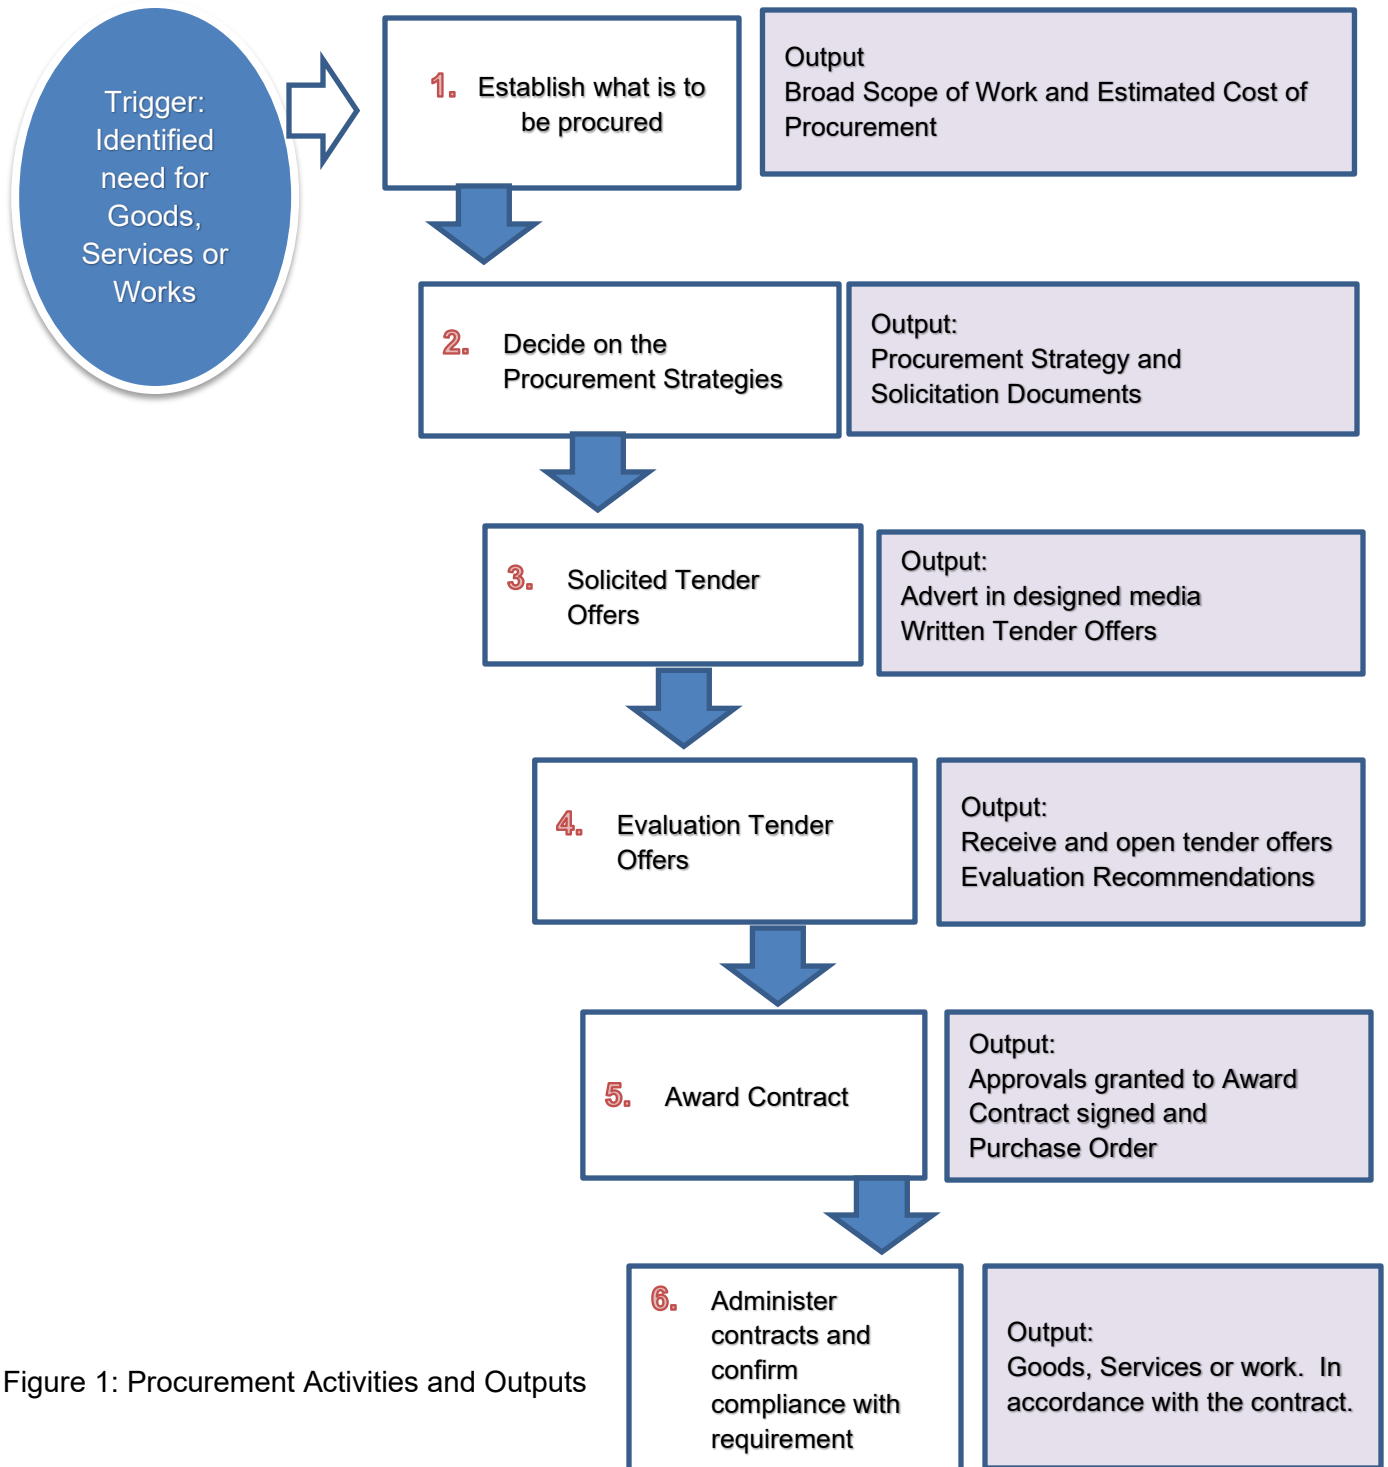 Trigger:
Identified
need for
Goods,
Services or
Works
1. Establish what is to
be procured
Output
Broad Scope of Work and Estimated Cost of
Procurement
2. Decide on the
Procurement Strategies
Output:
Procurement Strategy and
Solicitation Documents
3. Solicited Tender
Offers
Output:
Advert in designed media
Written Tender Offers
4. Evaluation Tender
Offers
Output:
Receive and open tender offers
Evaluation Recommendations
5. Award Contract
Output:
Approvals granted to Award
Contract signed and
Purchase Order
6. Administer
contracts and
confirm
compliance with
requirement
Output:
Goods, Services or work.  In
accordance with the contract.
Figure 1: Procurement Activities and Outputs